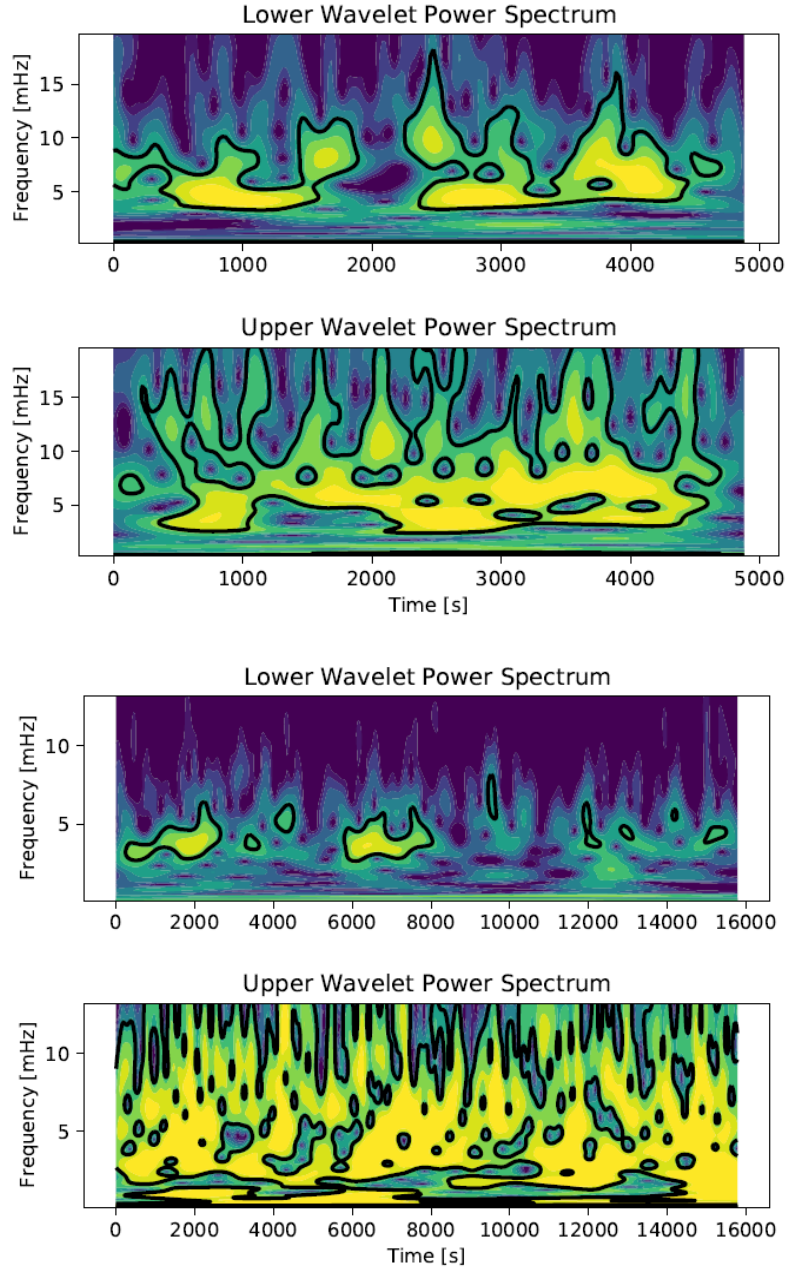 Lower Wavelet Power Spectrum
Frequency [mHz]
15
10
5
0 1000 2000 3000 4000 5000
Upper Wavelet Power Spectrum
Frequency [mHz]
15
10
5
0 1000 2000 3000 4000 5000
Time [s]
Lower Wavelet Power Spectrum
Frequency [mHz]
10
5
0 2000 4000 6000 8000 10000 12000 14000 16000
Upper Wavelet Power Spectrum
Frequency [mHz]
10
5
0 2000 4000 6000 8000 10000 12000 14000 16000
Time [s]